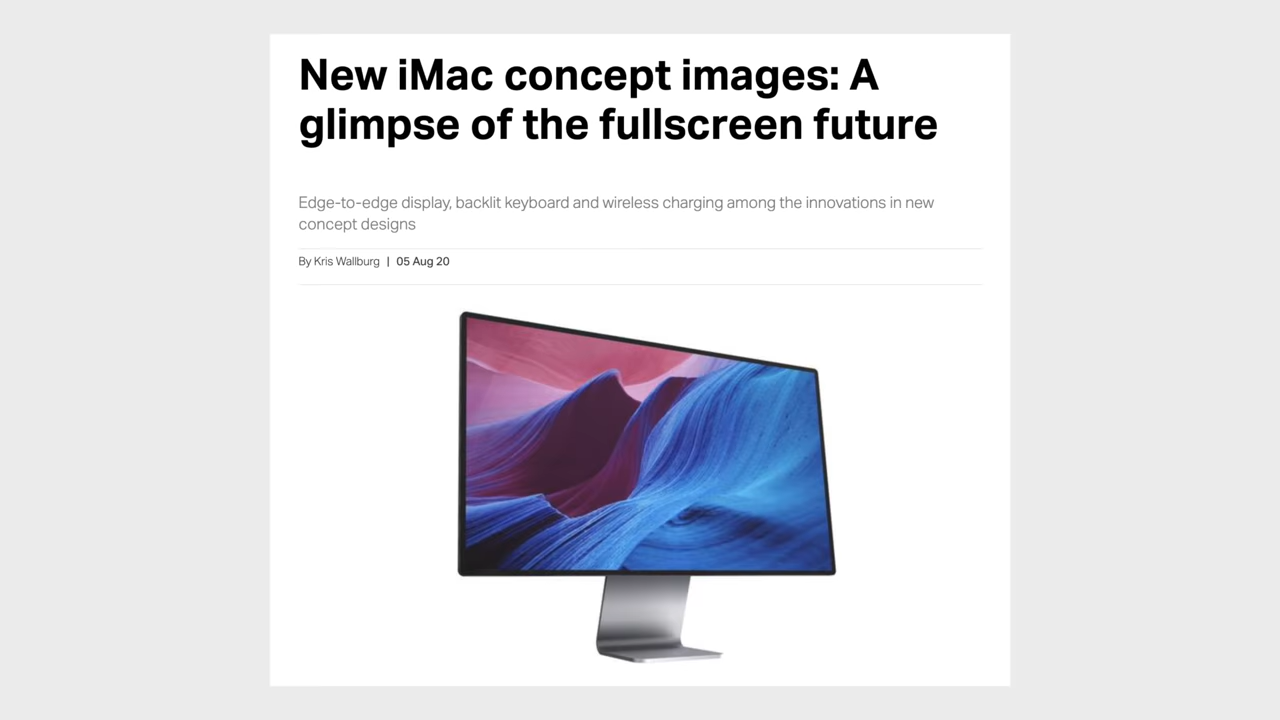 New iMac concept images: A
glimpse of the fullscreen future
Edge-to-edge display, backlit keyboard and wireless charging among the innovations in new
concept designs
By Kris Wallburg | 05 Aug 20